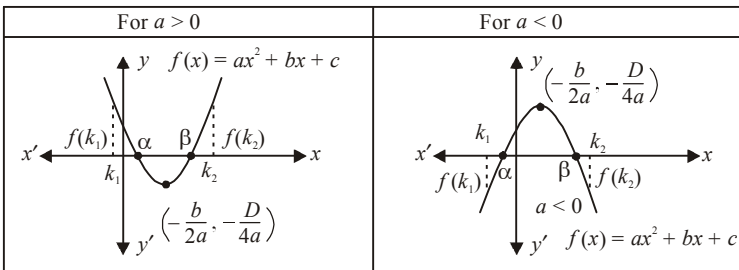 For a > 0
For a < 0
y f(x) = ax² + bx + c
f(k₁) α β f(k₂)
x′ x
k₁ k₂
(−b/2a, −D/4a)
y′
y
(−b/2a, −D/4a)
k₁ k₂
x′ x
f(k₁) α β f(k₂)
a < 0
y′ f(x) = ax² + bx + c